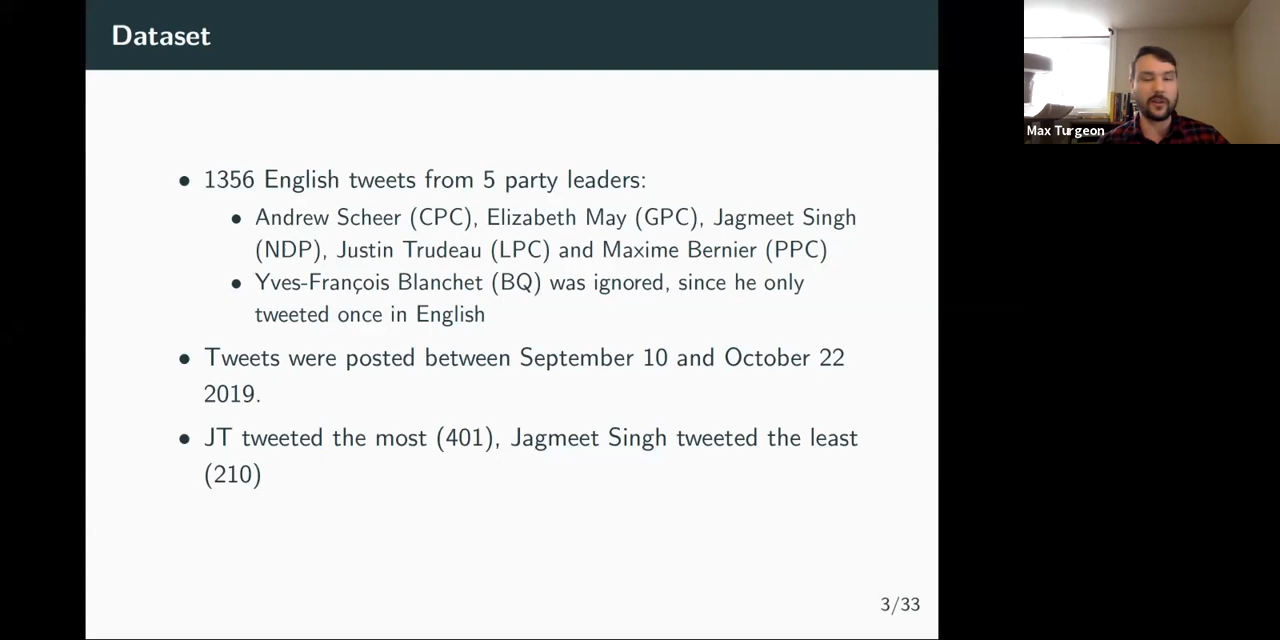 Dataset
Max Turgeon
• 1356 English tweets from 5 party leaders:
• Andrew Scheer (CPC), Elizabeth May (GPC), Jagmeet Singh
(NDP), Justin Trudeau (LPC) and Maxime Bernier (PPC)
• Yves-François Blanchet (BQ) was ignored, since he only
tweeted once in English
• Tweets were posted between September 10 and October 22
2019.
• JT tweeted the most (401), Jagmeet Singh tweeted the least
(210)
3/33